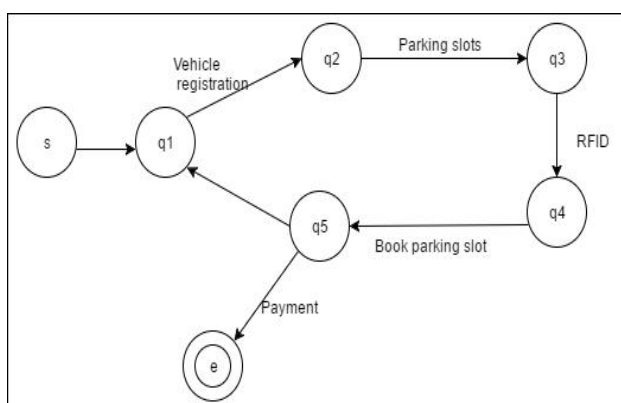 Vehicle
registration
q2
Parking slots
q3
s
q1
RFID
q4
q5
Book parking slot
Payment
e